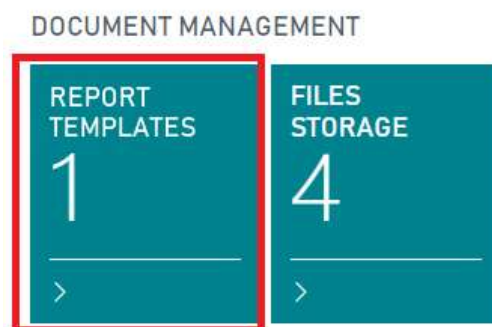 DOCUMENT MANAGEMENT
REPORT
TEMPLATES
1
FILES
STORAGE
4